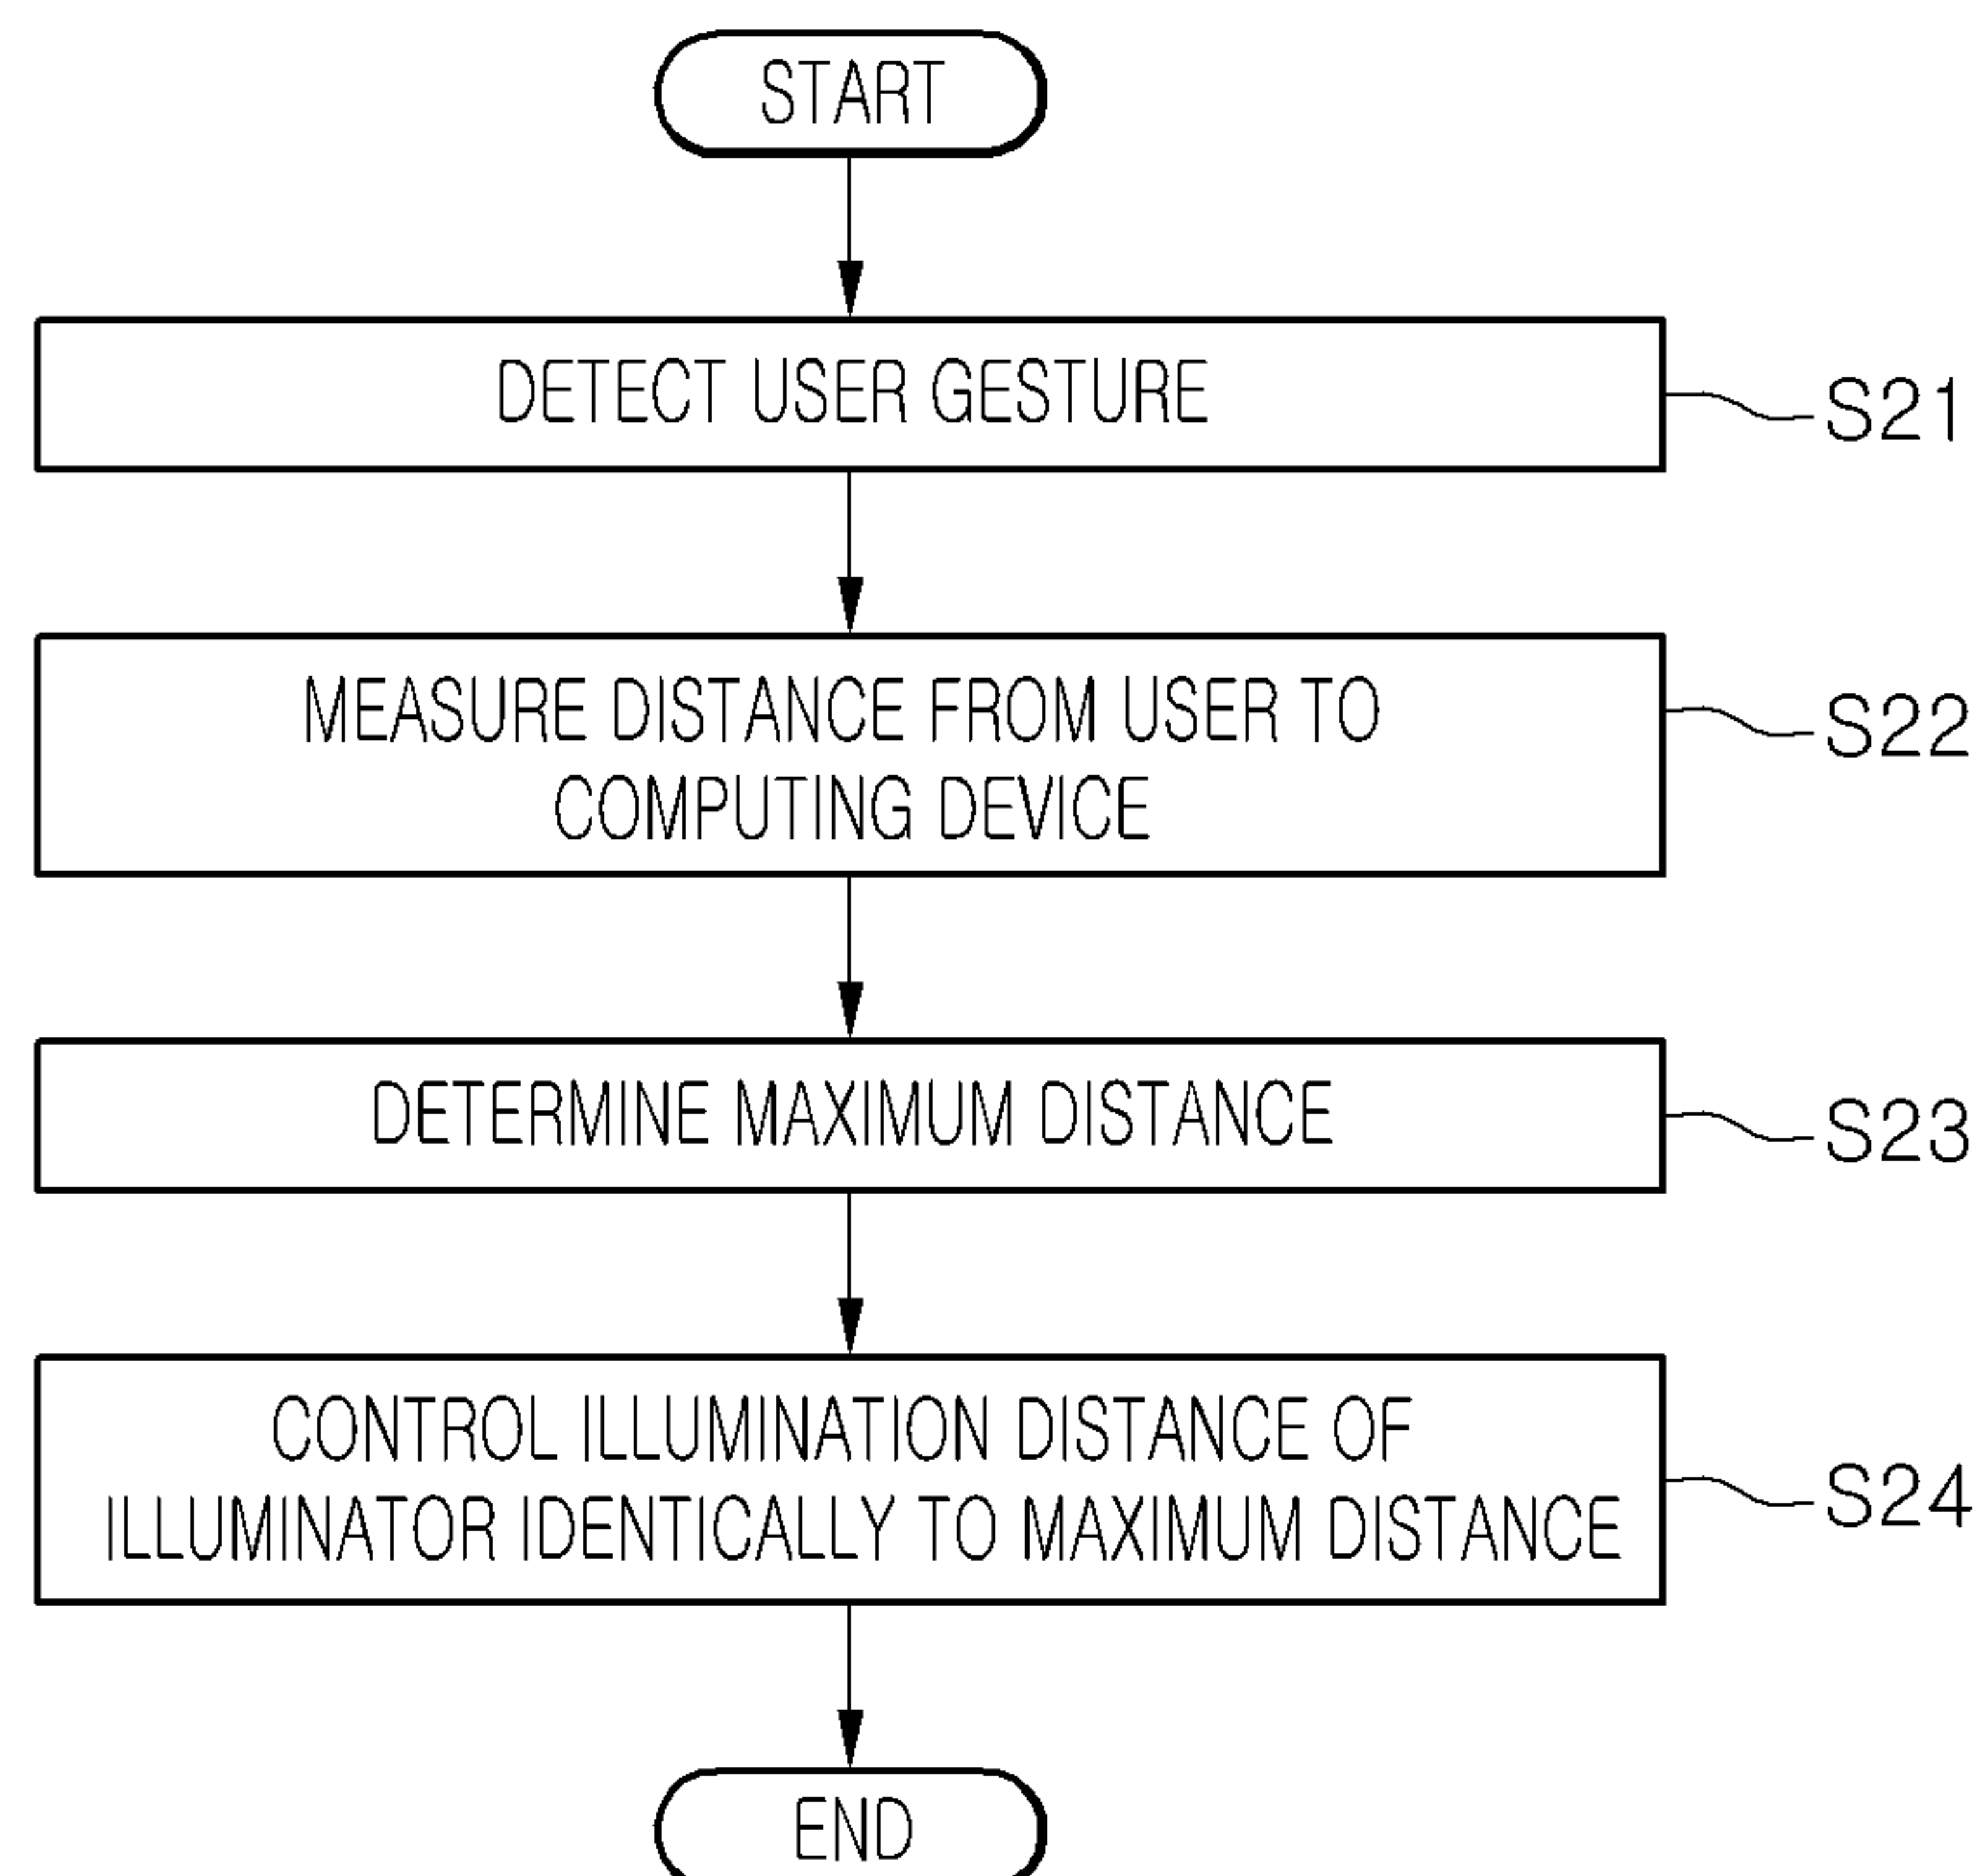 START
DETECT USER GESTURE
S21
MEASURE DISTANCE FROM USER TO
COMPUTING DEVICE
S22
DETERMINE MAXIMUM DISTANCE
S23
CONTROL ILLUMINATION DISTANCE OF
ILLUMINATOR IDENTICALLY TO MAXIMUM DISTANCE
S24
END